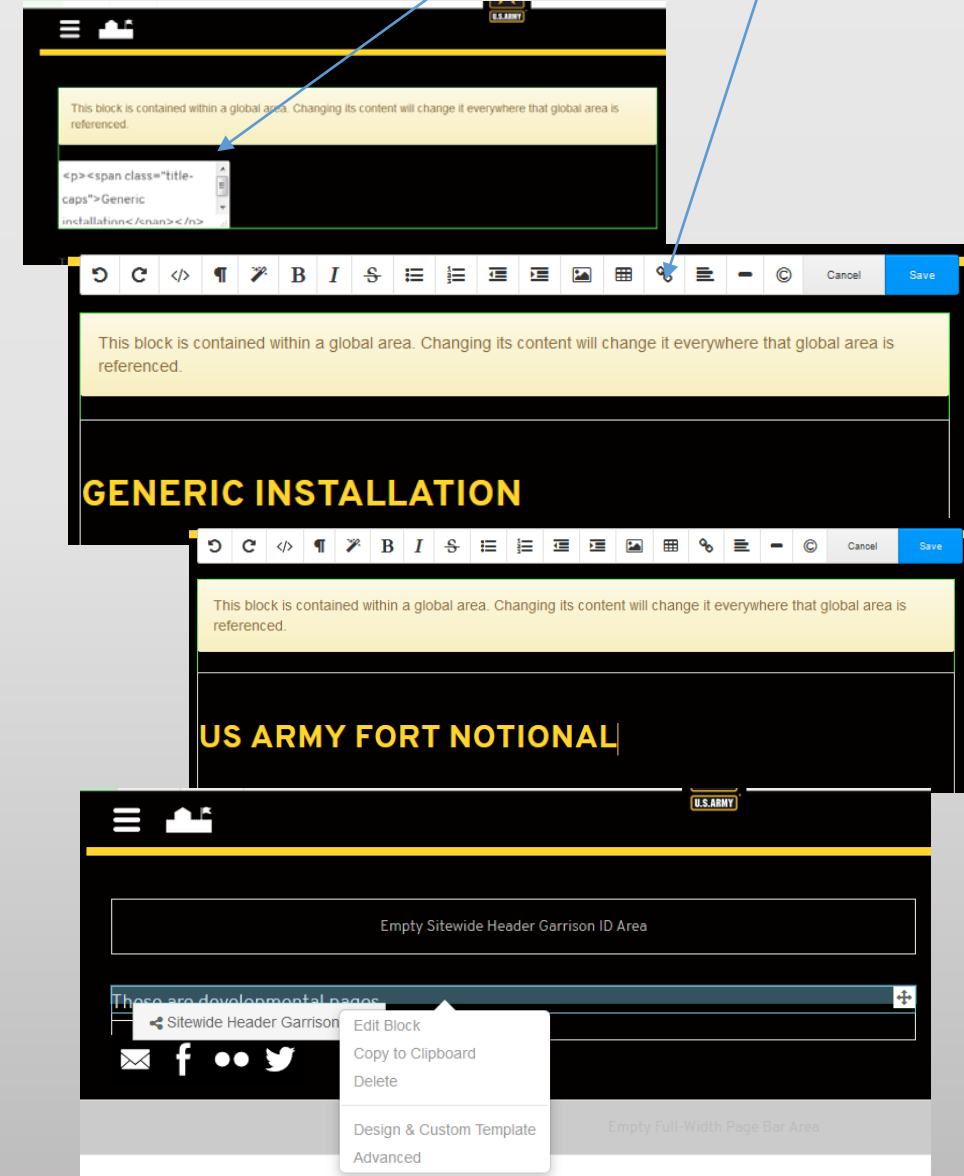 U.S.ARMY
This block is contained within a global area. Changing its content will change it everywhere that global area is
referenced.
<p><span class="title-
caps">Generic
installation</span></p>
B I S Cancel Save
This block is contained within a global area. Changing its content will change it everywhere that global area is
referenced.
GENERIC INSTALLATION
B I S Cancel Save
This block is contained within a global area. Changing its content will change it everywhere that global area is
referenced.
US ARMY FORT NOTIONAL
U.S.ARMY
Empty Sitewide Header Garrison ID Area
These are developmental pages
Sitewide Header Garrison
Edit Block
Copy to Clipboard
Delete
Design & Custom Template
Advanced
Empty Full-Width Page Bar Area